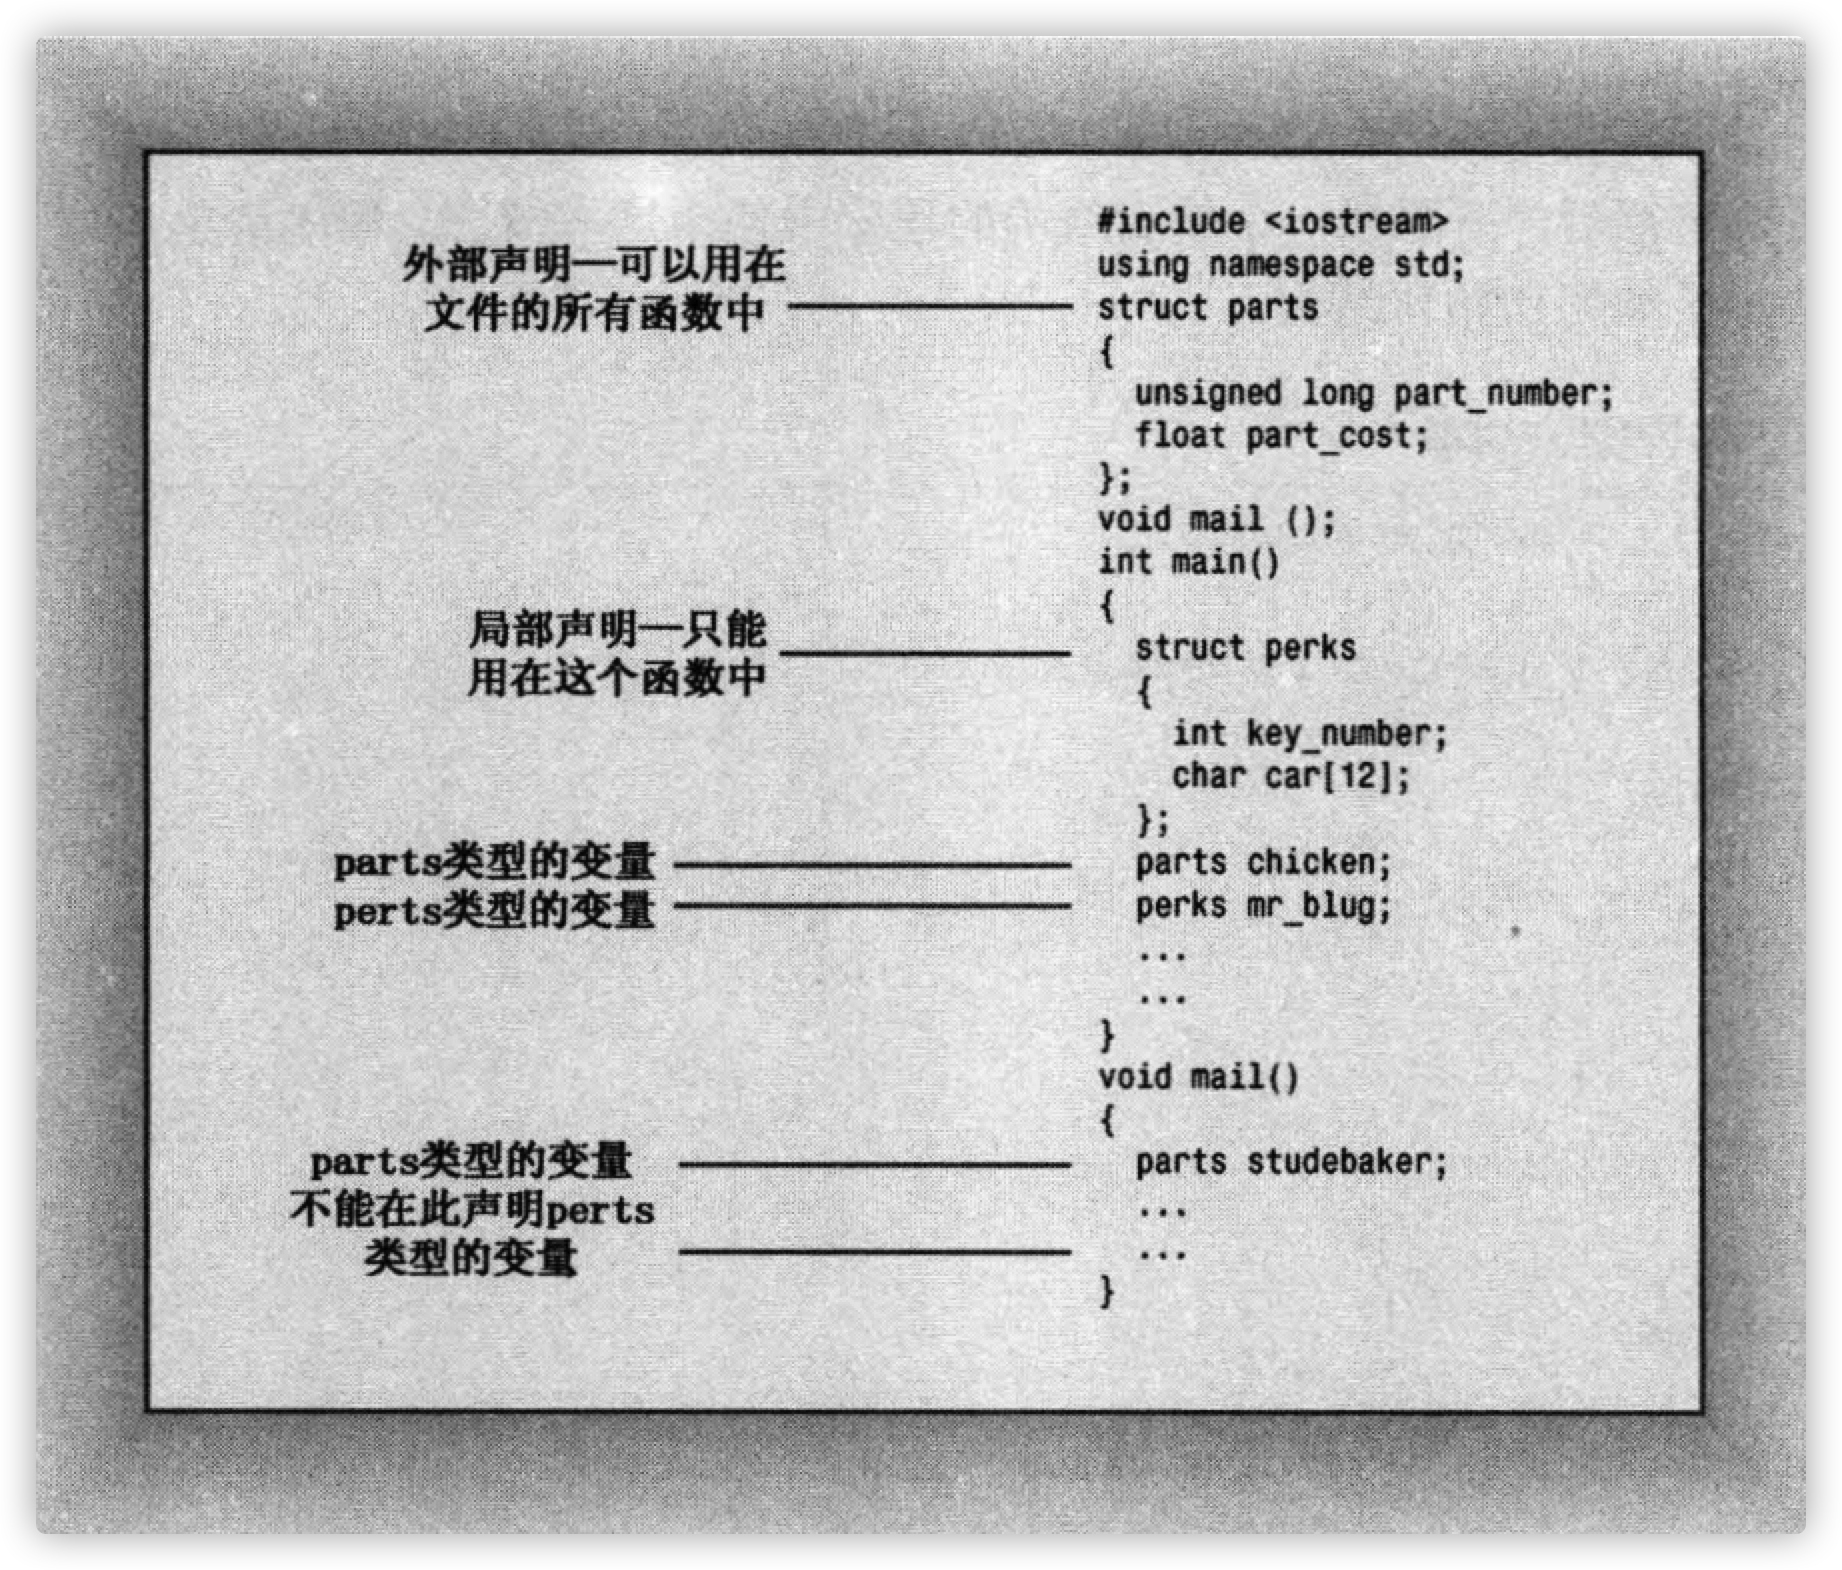 外部声明—可以用在
文件的所有函数中
局部声明—只能
用在这个函数中
parts类型的变量
perts类型的变量
parts类型的变量
不能在此声明perts
类型的变量
#include <iostream>
using namespace std;
struct parts
{
unsigned long part_number;
float part_cost;
};
void mail ();
int main()
{
struct perks
{
int key_number;
char car[12];
};
parts chicken;
perks mr_blug;
...
...
}
void mail()
{
parts studebaker;
...
...
}